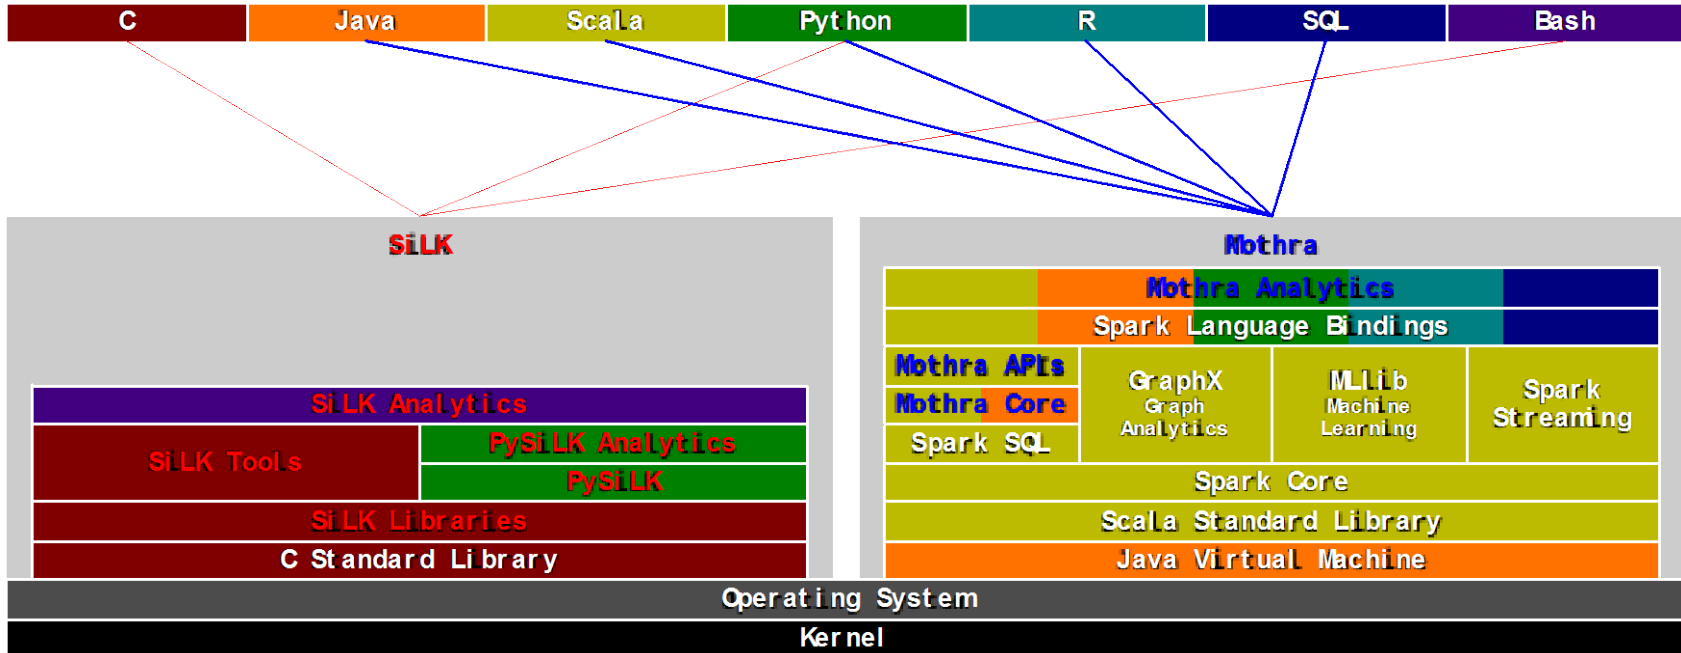 C Java Scala Python R SQL Bash
SiLK
SiLK Analytics
SiLK Tools
PySiLK Analytics
PySiLK
SiLK Libraries
C Standard Library
Mothra
Mothra Analytics
Spark Language Bindings
Mothra APIs
Mothra Core
Spark SQL
GraphX
Graph
Analytics
MLlib
Machine
Learning
Spark
Streaming
Spark Core
Scala Standard Library
Java Virtual Machine
Operating System
Kernel